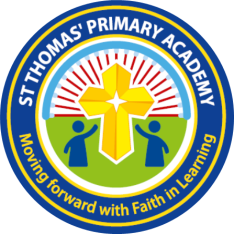 ST THOMAS' PRIMARY ACADEMY
Moving forward with Faith in Learning